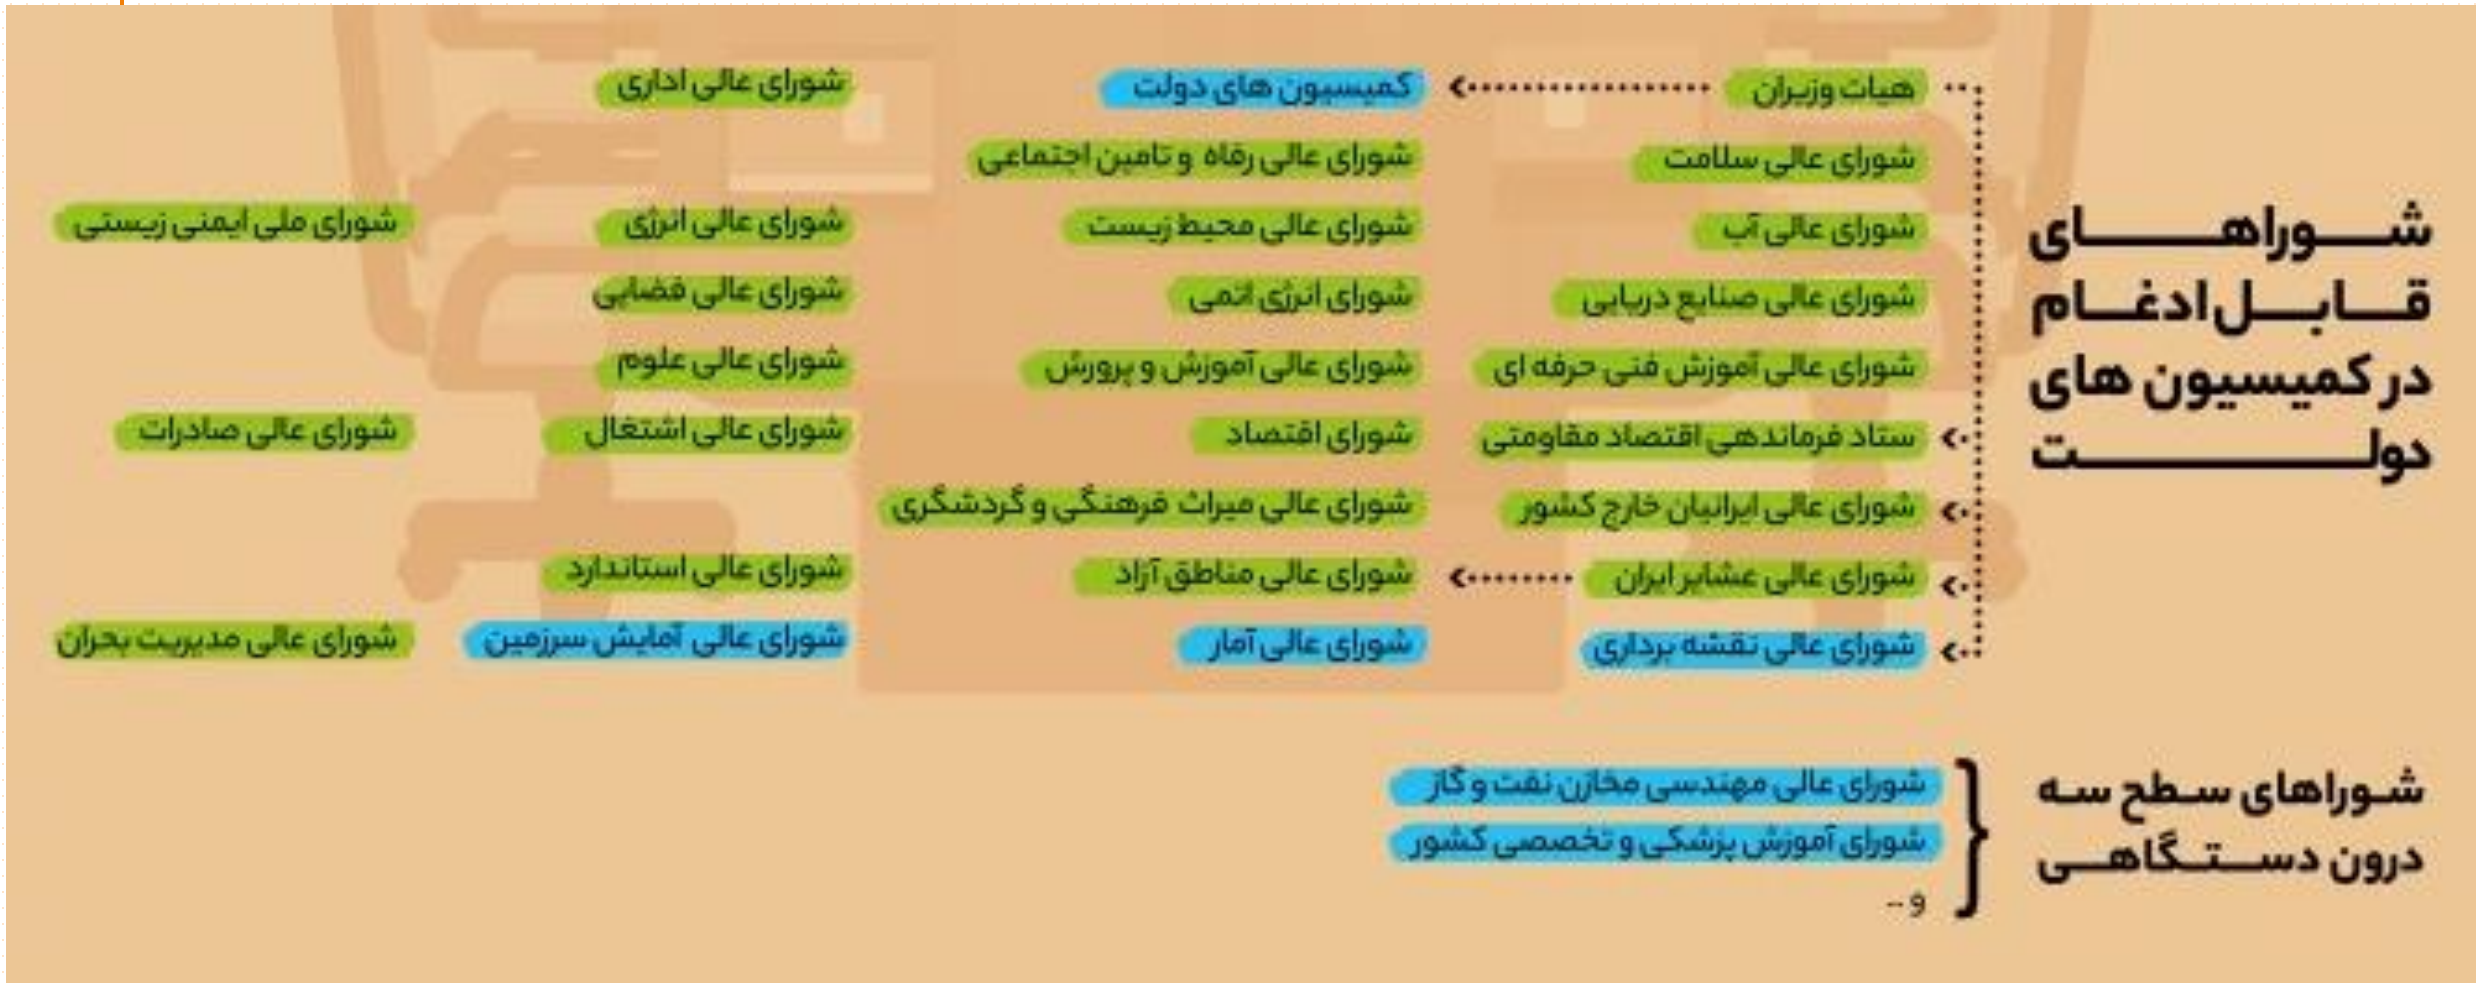 شوراهای
قابل ادغام
در کمیسیون های
دولت
هیات وزیران
کمیسیون های دولت
شورای عالی اداری
شورای عالی سلامت
شورای عالی رفاه و تامین اجتماعی
شورای عالی آب
شورای عالی محیط زیست
شورای عالی انرژی
شورای ملی ایمنی زیستی
شورای عالی صنایع دریایی
شورای انرژی اتمی
شورای عالی فضایی
شورای عالی آموزش فنی حرفه ای
شورای عالی آموزش و پرورش
شورای عالی علوم
ستاد فرماندهی اقتصاد مقاومتی
شورای اقتصاد
شورای عالی اشتغال
شورای عالی صادرات
شورای عالی ایرانیان خارج کشور
شورای عالی میراث فرهنگی و گردشگری
شورای عالی عشایر ایران
شورای عالی مناطق آزاد
شورای عالی استاندارد
شورای عالی نقشه برداری
شورای عالی آمار
شورای عالی آمایش سرزمین
شورای عالی مدیریت بحران
شوراهای سطح سه
درون دستگاهی
شورای عالی مهندسی مخازن نفت و گاز
شورای آموزش پزشکی و تخصصی کشور
و --